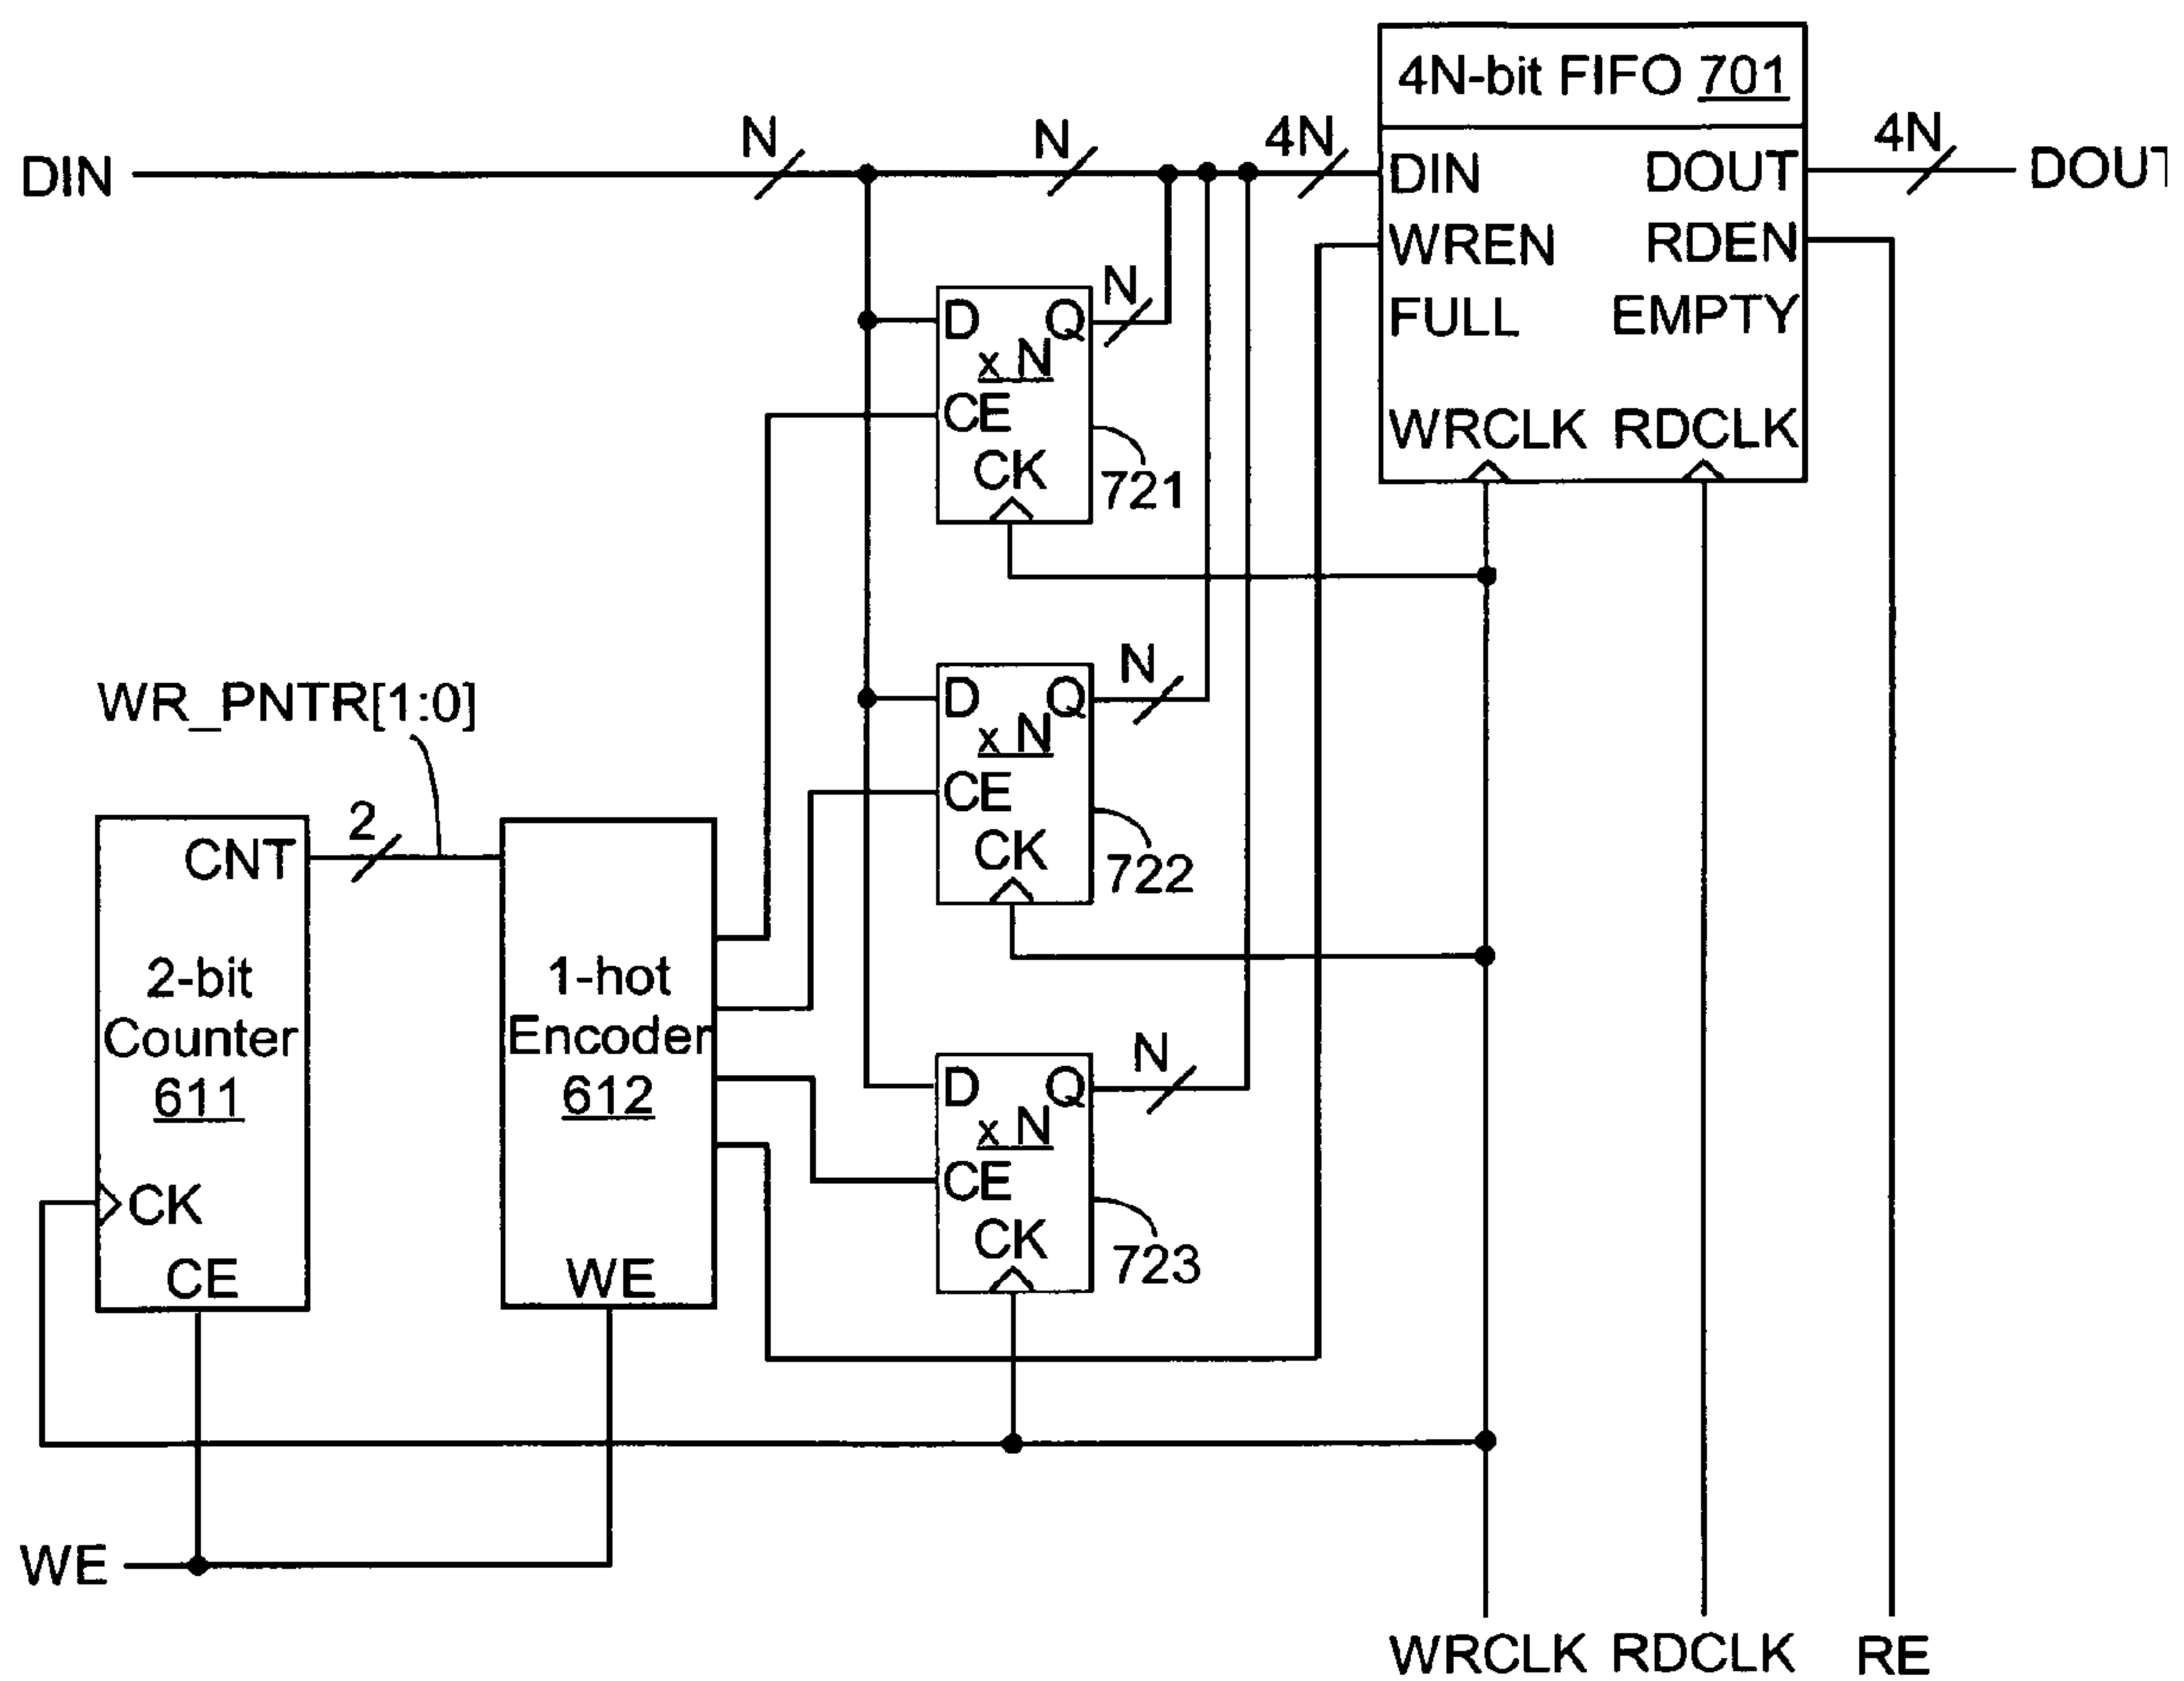 4N-bit FIFO 701
DIN
N
N
4N
DIN
DOUT
4N
DOUT
WREN
RDEN
FULL
EMPTY
WRCLK
RDCLK
D
Q
N
x N
CE
CK
721
D
Q
N
x N
CE
CK
722
D
Q
N
x N
CE
CK
723
WR_PNTR[1:0]
2
CNT
2-bit
Counter
611
CK
CE
1-hot
Encoder
612
WE
WE
WRCLK
RDCLK
RE